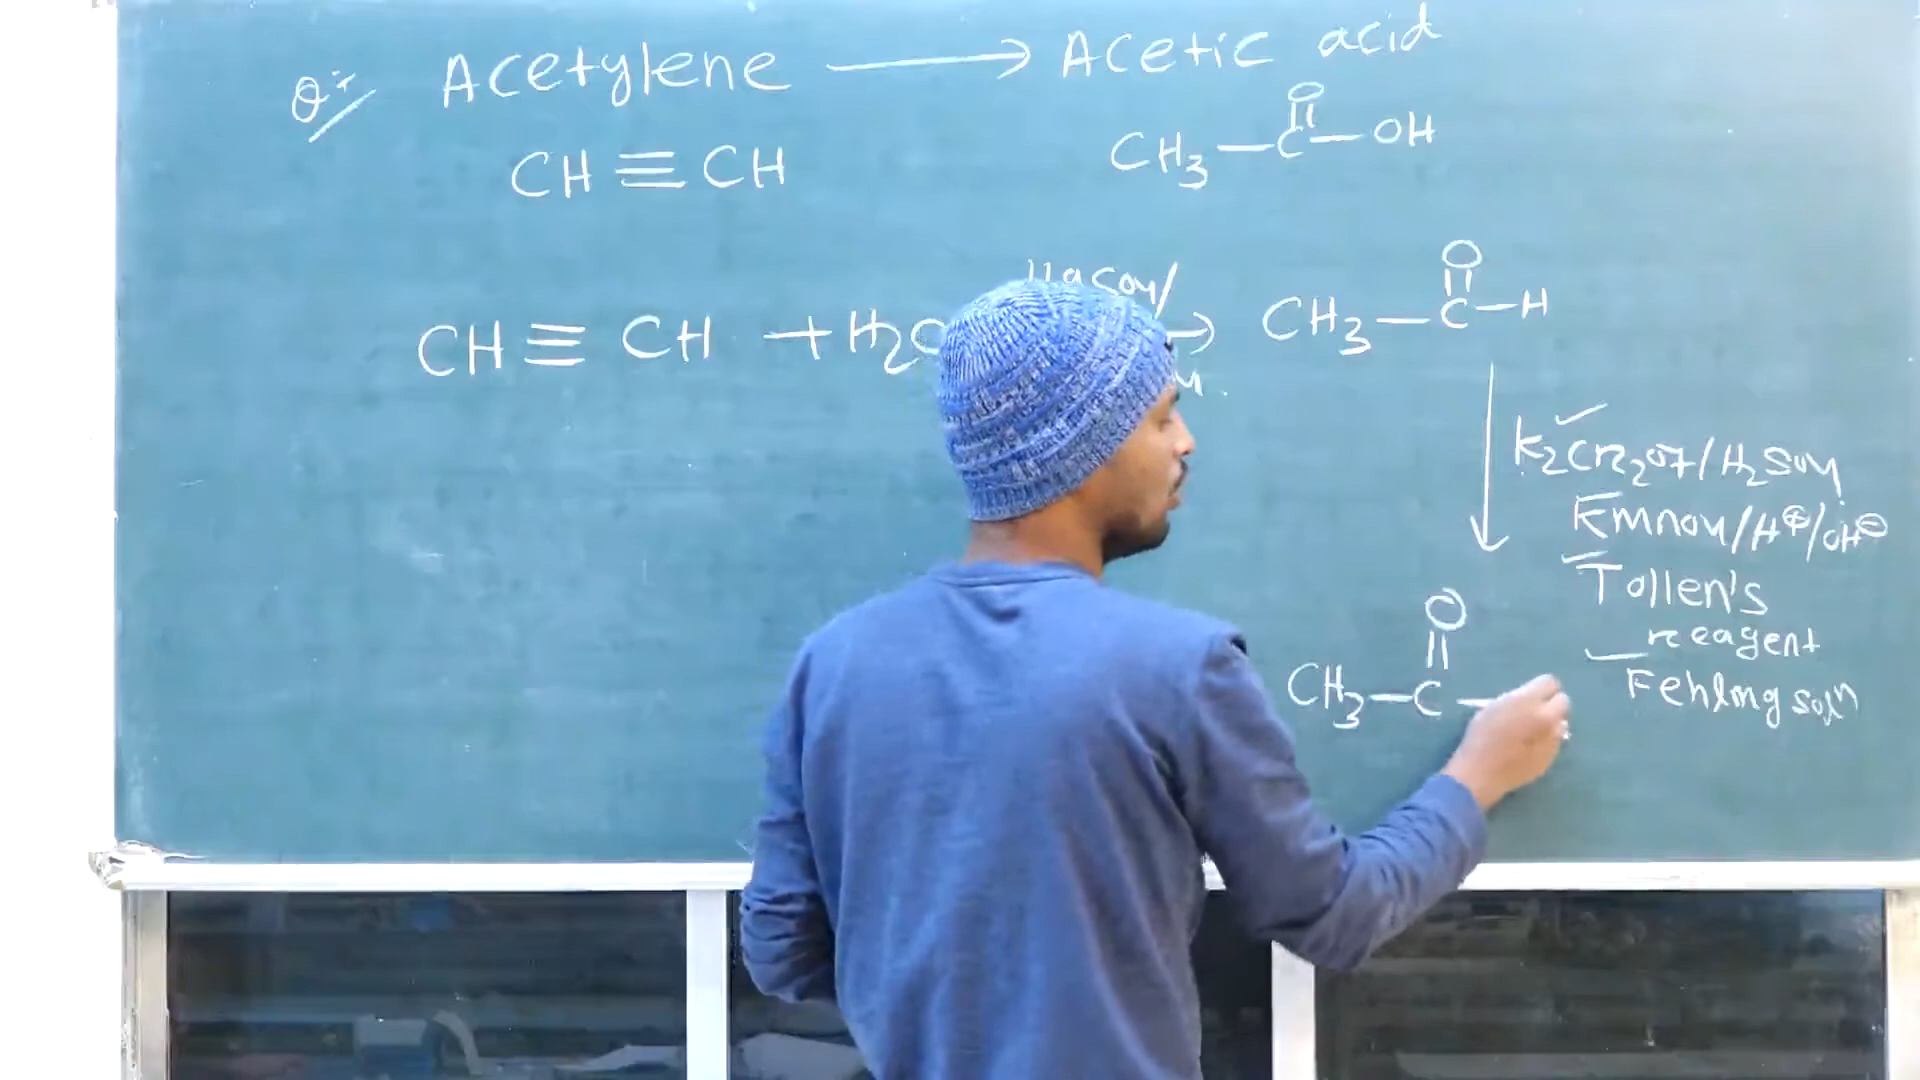 Q:- Acetylene ⟶ Acetic acid
CH≡CH
O
||
CH3—C—OH
HgSO4/
CH≡CH + H2O → CH3—C—H
O
||
K2Cr2O7/H2SO4
KMnO4/H⊕/OH⊖
Tollen's
reagent
Fehling soln
O
||
CH3—C—